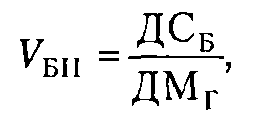 V_БП = ДС_Б / ДМ_Г,